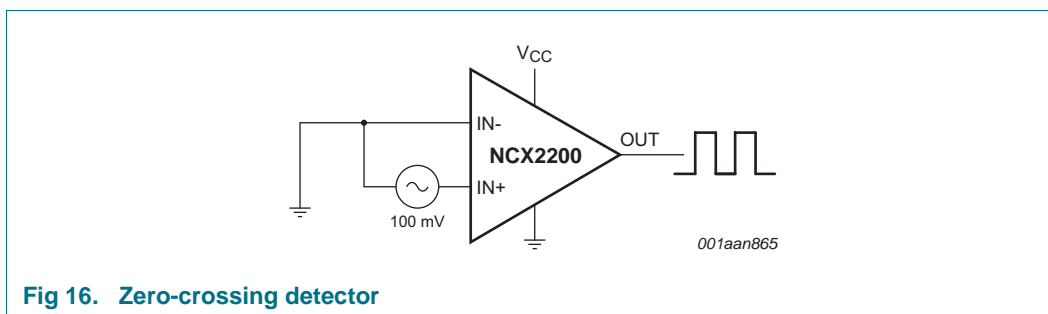 VCC
IN-
OUT
NCX2200
IN+
100 mV
001aan865
Fig 16. Zero-crossing detector